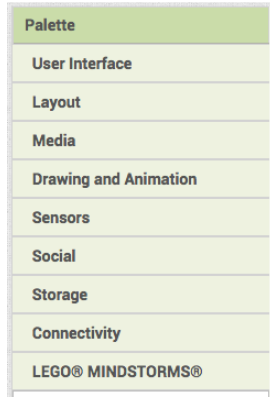 Palette
User Interface
Layout
Media
Drawing and Animation
Sensors
Social
Storage
Connectivity
LEGO® MINDSTORMS®